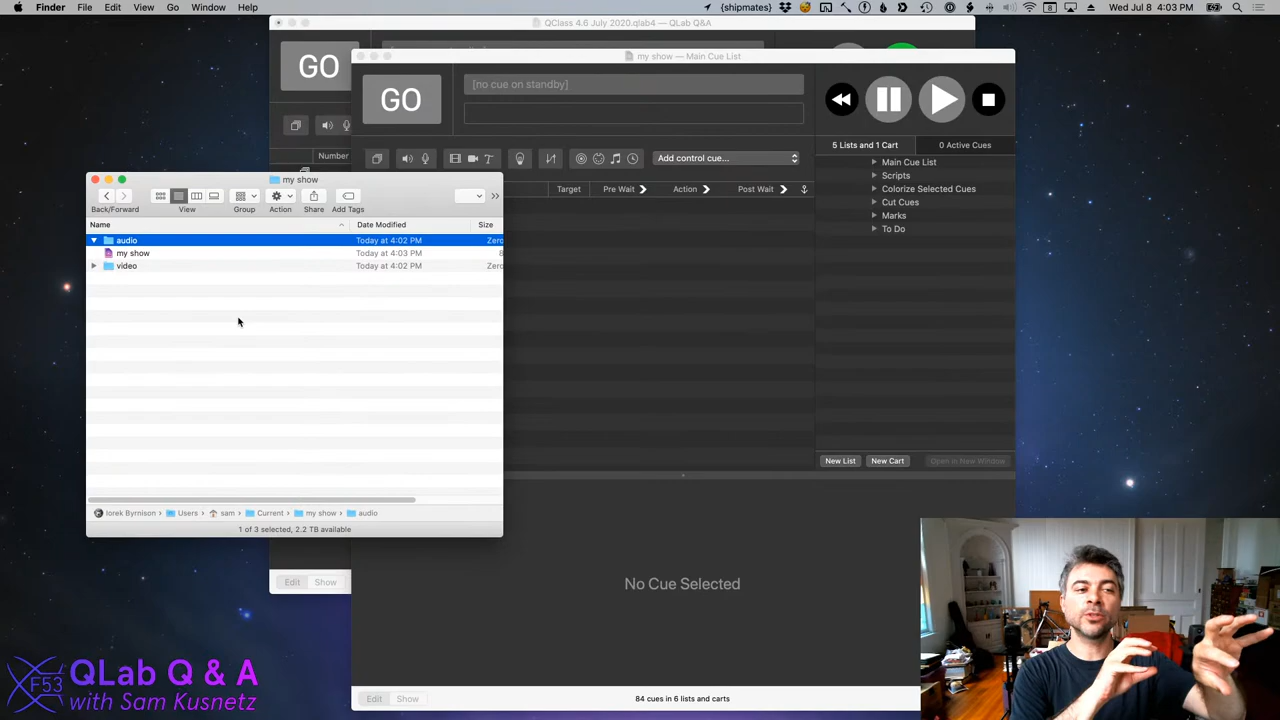 Finder File Edit View Go Window Help
{shipmates}
Wed Jul 8 4:03 PM
QClass 4.6 July 2020.qlab4 — QLab Q&A
GO
Number
my show — Main Cue List
GO
[no cue on standby]
Add control cue...
5 Lists and 1 Cart
0 Active Cues
Target Pre Wait Action Post Wait
Main Cue List
Scripts
Colorize Selected Cues
Cut Cues
Marks
To Do
New List New Cart Open in New Window
No Cue Selected
Edit Show
84 cues in 6 lists and carts
my show
Back/Forward View Group Action Share Add Tags
Name Date Modified Size
audio Today at 4:02 PM Zero
my show Today at 4:03 PM 8
video Today at 4:02 PM Zero
Iorek Byrnison Users sam Current my show audio
1 of 3 selected, 2.2 TB available
Edit Show
F53
QLab Q & A
with Sam Kusnetz